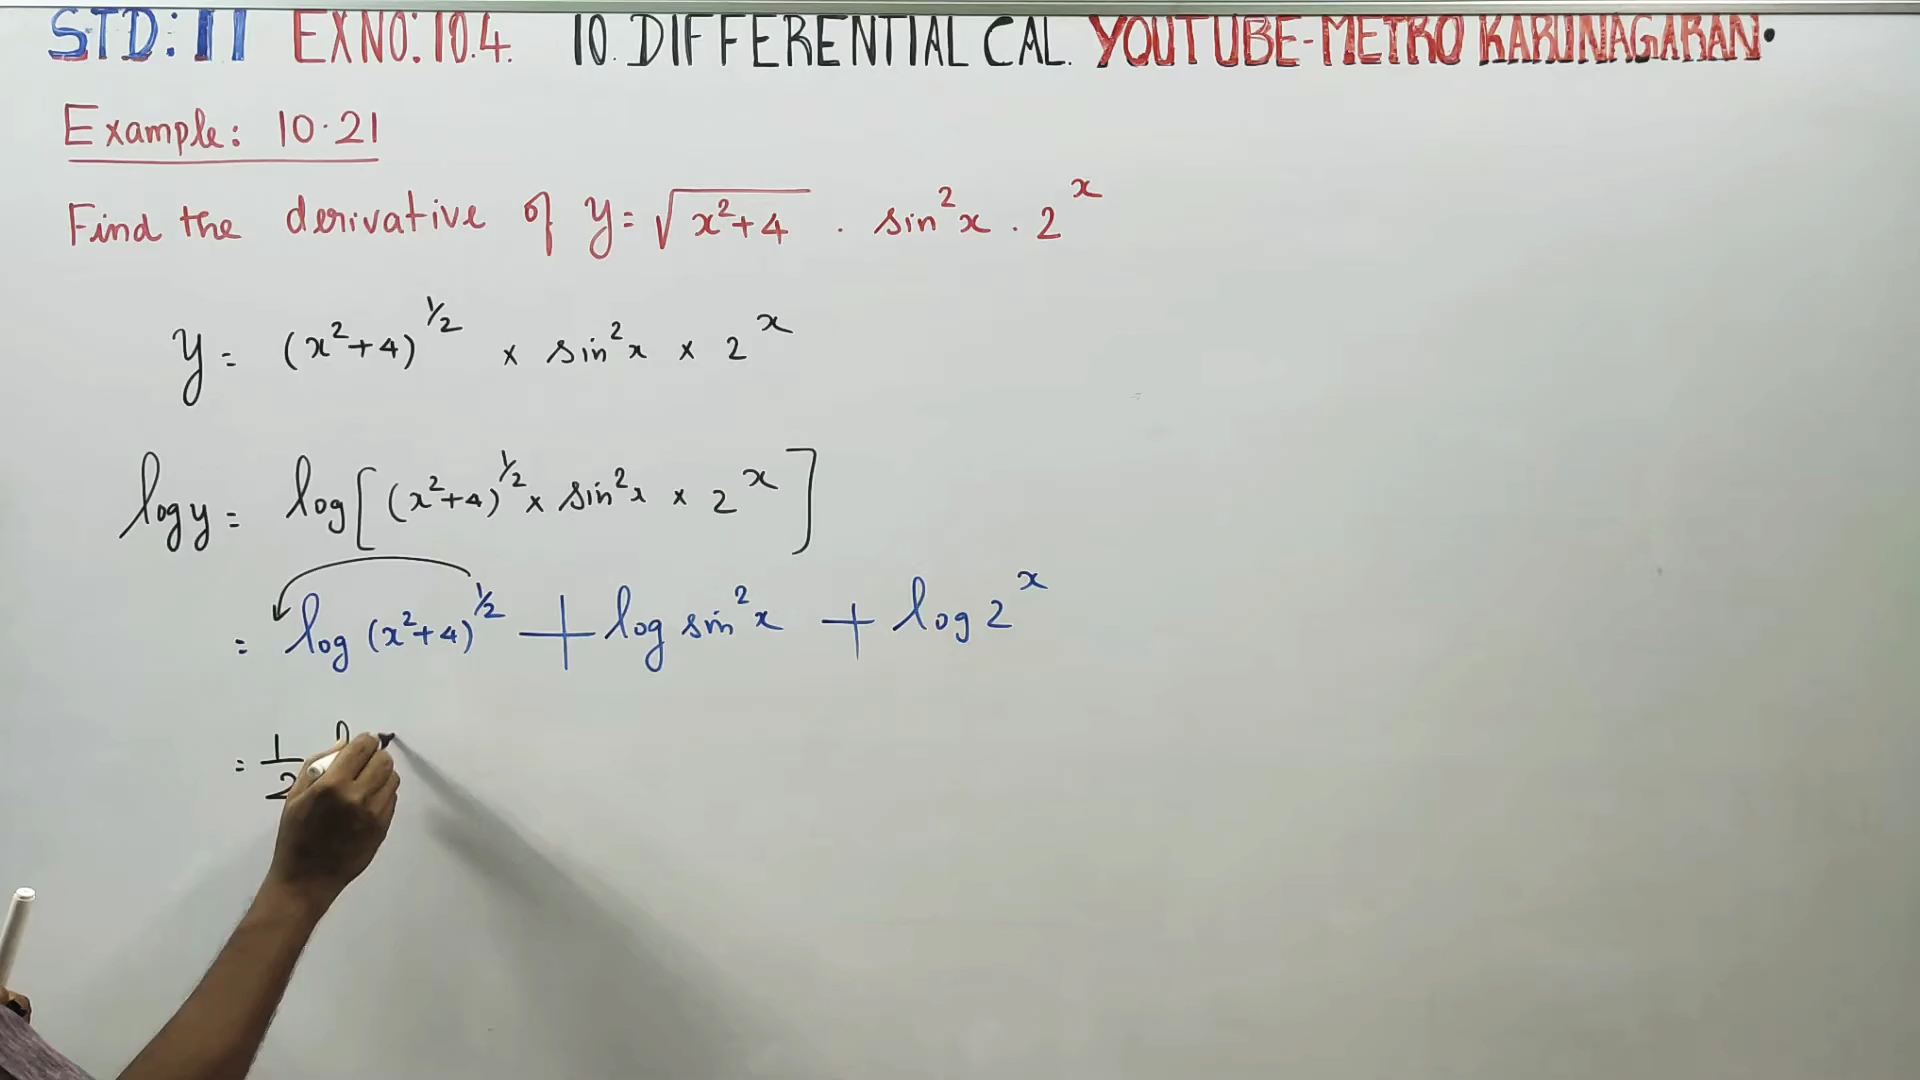 STD: 11 EXNO: 10.4. 10. DIFFERENTIAL CAL. YOUTUBE-METRO KARUNAGARAN.
Example: 10.21
Find the derivative of y = √(x²+4) . sin²x . 2^x
y = (x²+4)^1/2 × sin²x × 2^x
log y = log[(x²+4)^1/2 × sin²x × 2^x]
= log (x²+4)^1/2 + log sin²x + log 2^x
= 1/2